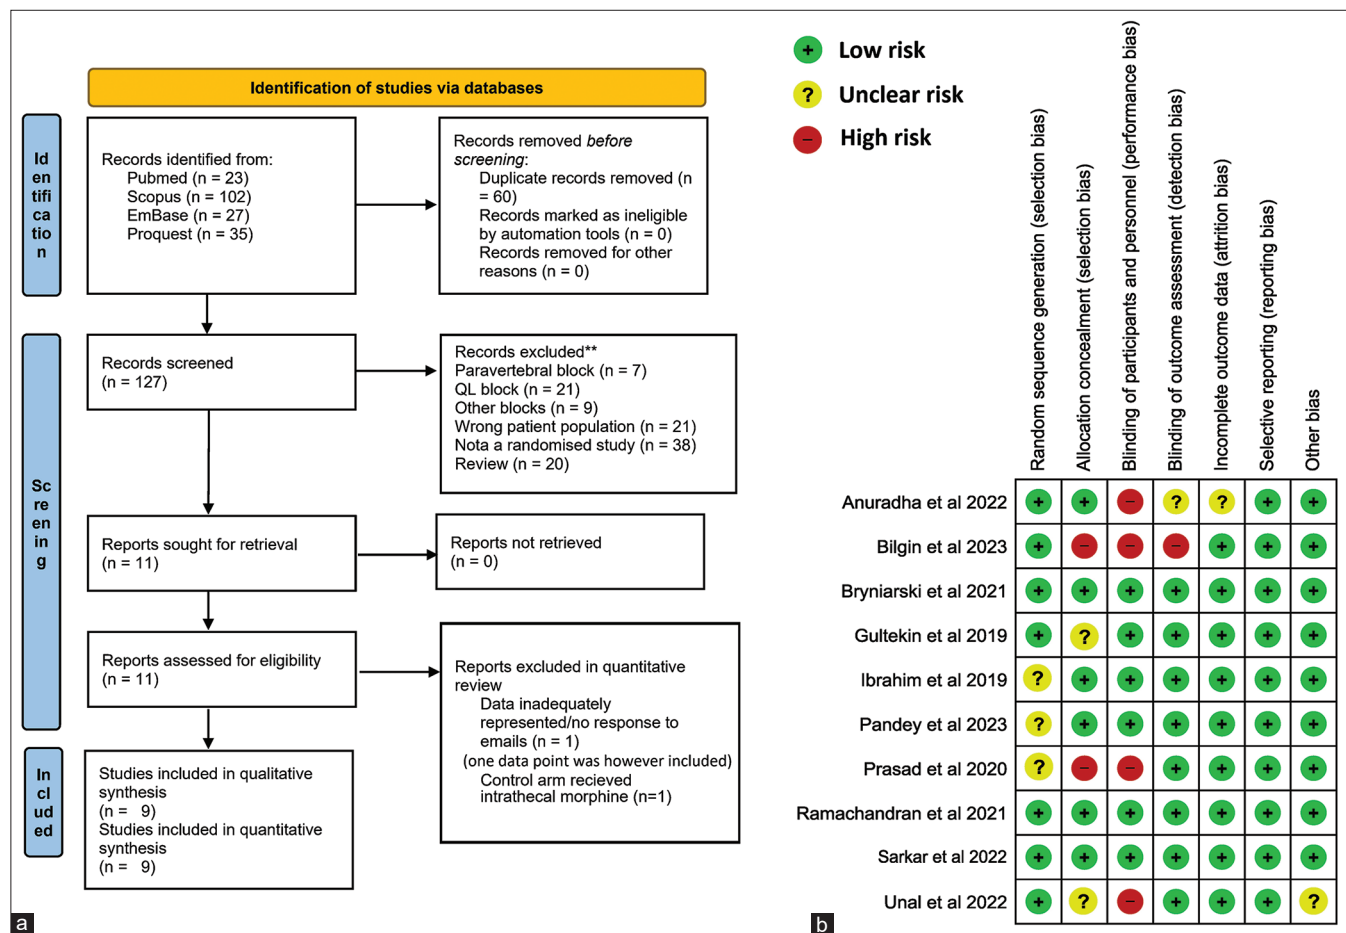 Identification of studies via databases
Id
en
tifi
ca
tio
n
Records identified from:
Pubmed (n = 23)
Scopus (n = 102)
EmBase (n = 27)
Proquest (n = 35)
Records removed before
screening:
Duplicate records removed (n
= 60)
Records marked as ineligible
by automation tools (n = 0)
Records removed for other
reasons (n = 0)
Sc
re
en
in
g
Records screened
(n = 127)
Records excluded**
Paravertebral block (n = 7)
QL block (n = 21)
Other blocks (n = 9)
Wrong patient population (n = 21)
Nota a randomised study (n = 38)
Review (n = 20)
Reports sought for retrieval
(n = 11)
Reports not retrieved
(n = 0)
Reports assessed for eligibility
(n = 11)
Reports excluded in quantitative
review
Data inadequately
represented/no response to
emails (n = 1)
(one data point was however included)
Control arm recieved
intrathecal morphine (n=1)
In
cl
ud
ed
Studies included in qualitative
synthesis
(n = 9)
Studies included in quantitative
synthesis
(n = 9)
a
+ Low risk
? Unclear risk
− High risk
Random sequence generation (selection bias)
Allocation concealment (selection bias)
Blinding of participants and personnel (performance bias)
Blinding of outcome assessment (detection bias)
Incomplete outcome data (attrition bias)
Selective reporting (reporting bias)
Other bias
Anuradha et al 2022 + + − ? ? + +
Bilgin et al 2023 + − − − + + +
Bryniarski et al 2021 + + + + + + +
Gultekin et al 2019 + ? + + + + +
Ibrahim et al 2019 ? + + + + + +
Pandey et al 2023 ? + + + + + +
Prasad et al 2020 ? − − + + + +
Ramachandran et al 2021 + + + + + + +
Sarkar et al 2022 + + + + + + +
Unal et al 2022 + ? − + + + ?
b